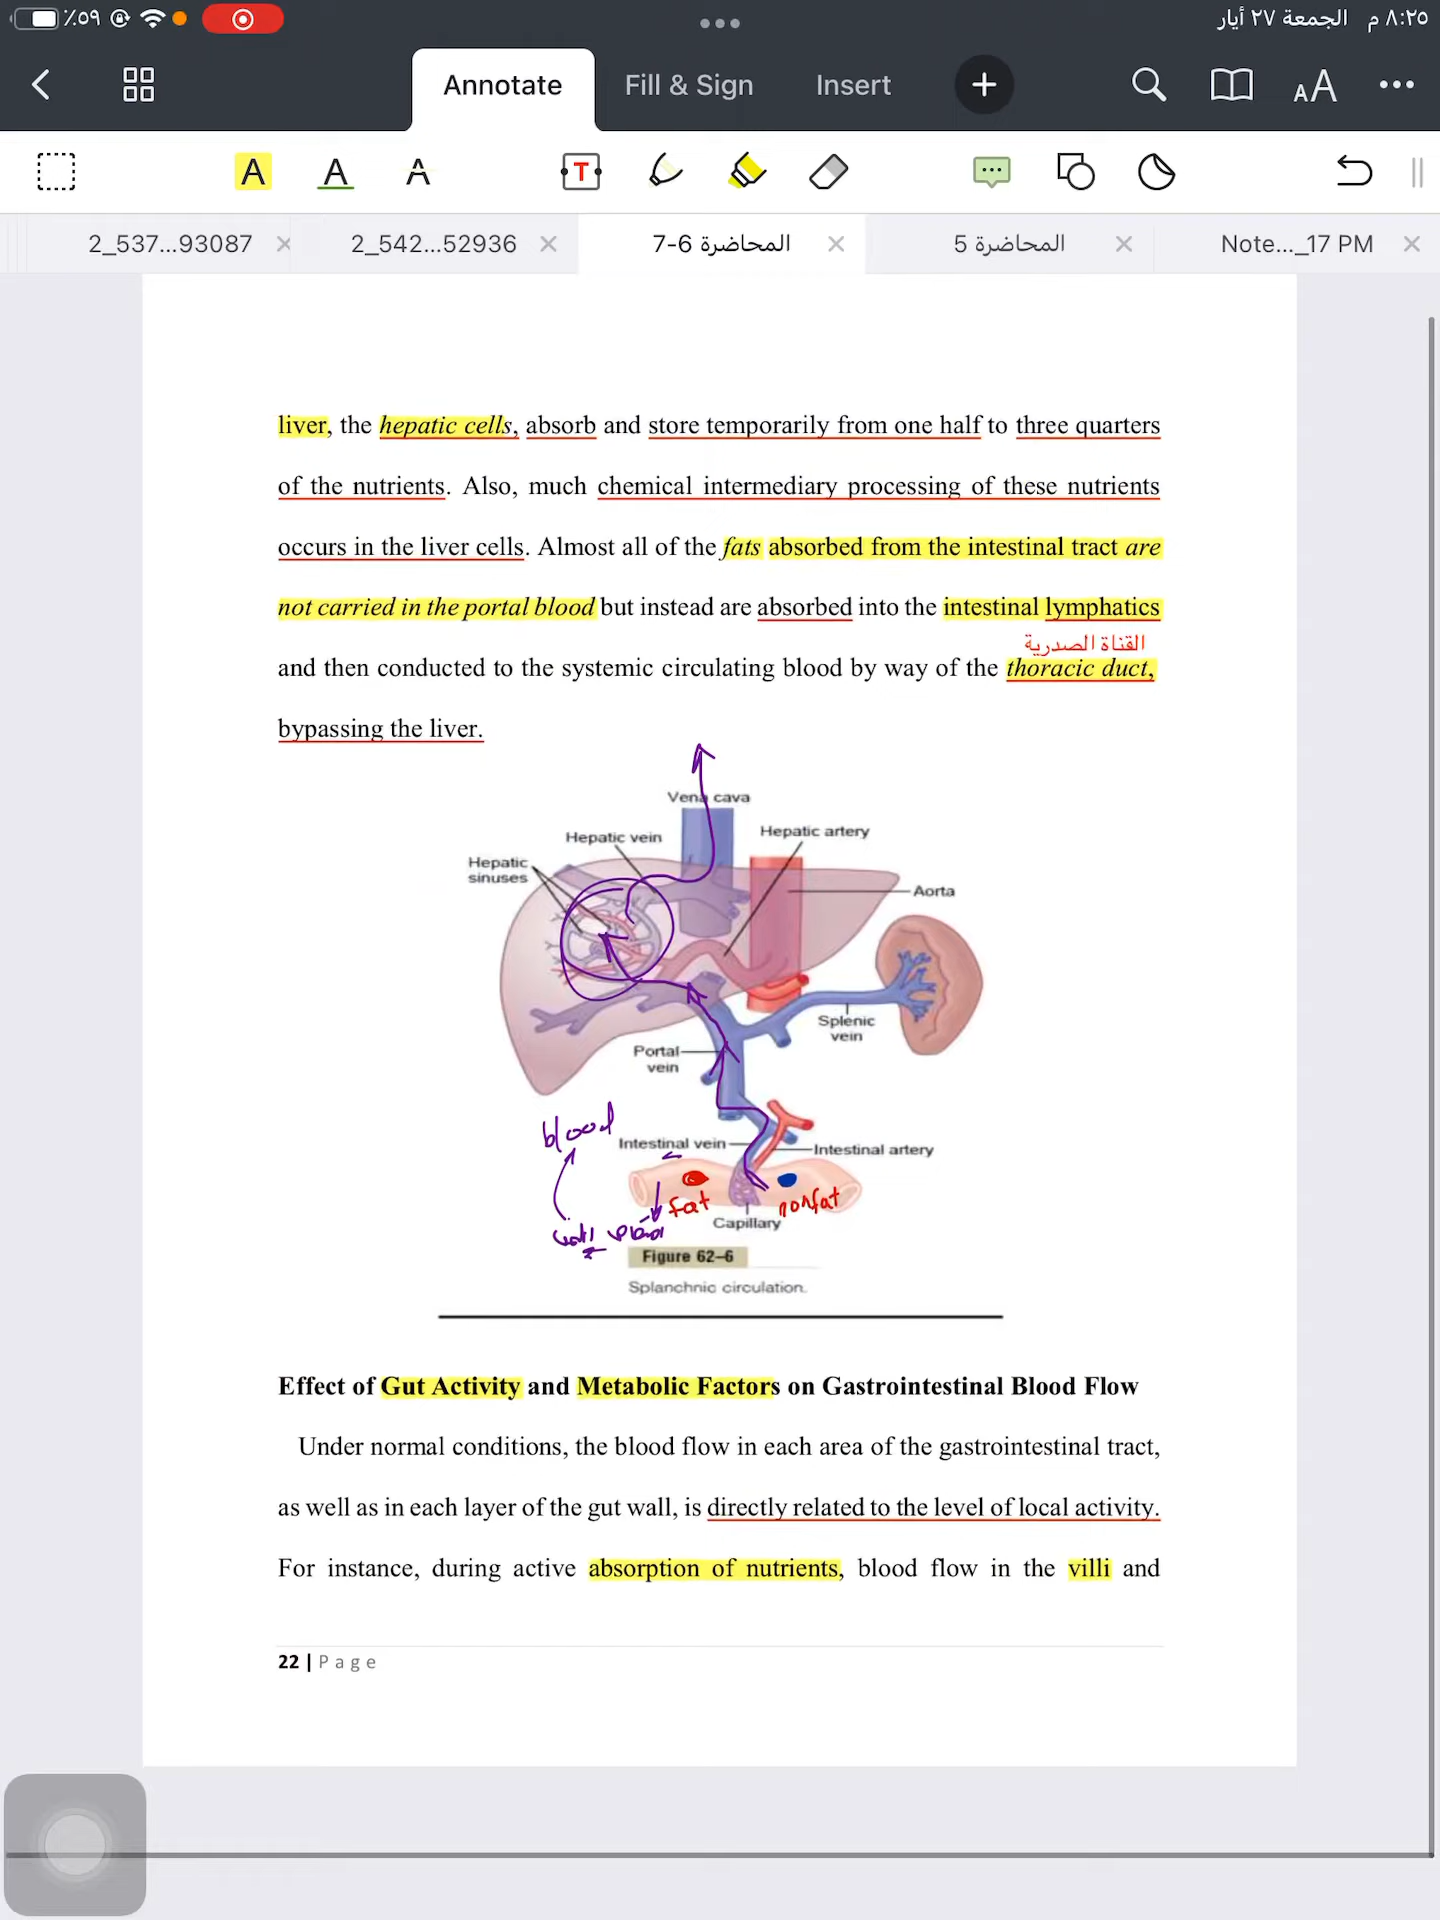 ٪٥٩
٨:٢٥ م الجمعة ٢٧ أيار
Annotate Fill & Sign Insert
AA
A A A T
2_537...93087 2_542...52936 المحاضرة 6-7 المحاضرة 5 Note..._17 PM
liver, the hepatic cells, absorb and store temporarily from one half to three quarters
of the nutrients. Also, much chemical intermediary processing of these nutrients
occurs in the liver cells. Almost all of the fats absorbed from the intestinal tract are
not carried in the portal blood but instead are absorbed into the intestinal lymphatics
القناة الصدرية
and then conducted to the systemic circulating blood by way of the thoracic duct,
bypassing the liver.
Vena cava
Hepatic vein
Hepatic artery
Hepatic
sinuses
Aorta
Splenic
vein
Portal
vein
blood
Intestinal vein
Intestinal artery
fat
nonfat
Capillary
Figure 62–6
Splanchnic circulation.
Effect of Gut Activity and Metabolic Factors on Gastrointestinal Blood Flow
Under normal conditions, the blood flow in each area of the gastrointestinal tract,
as well as in each layer of the gut wall, is directly related to the level of local activity.
For instance, during active absorption of nutrients, blood flow in the villi and
22 | Page